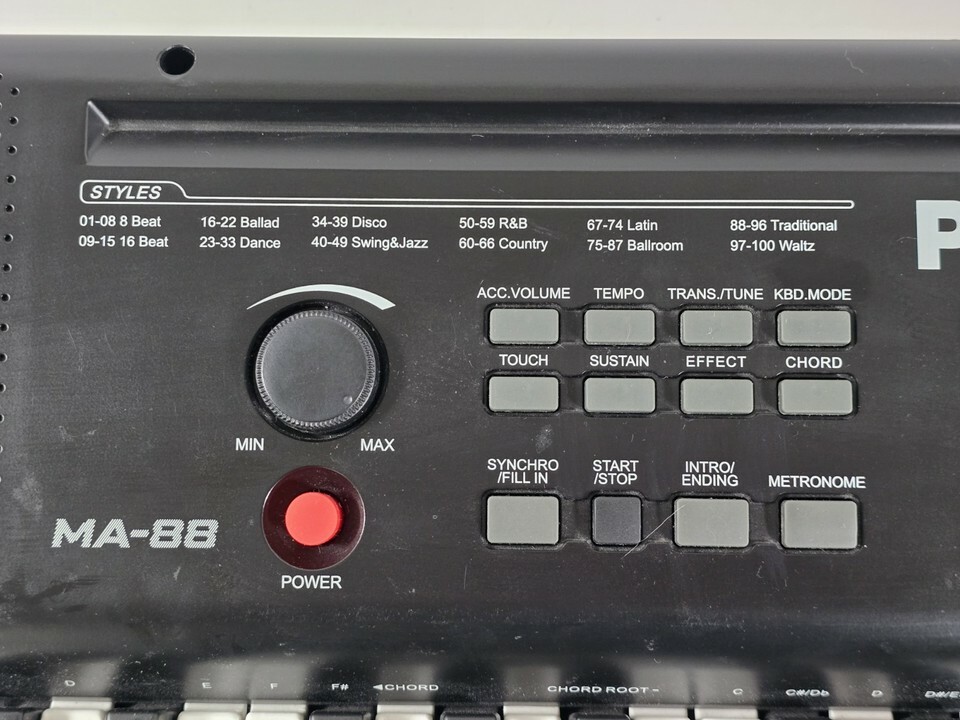 STYLES
01-08 8 Beat 16-22 Ballad 34-39 Disco 50-59 R&B 67-74 Latin 88-96 Traditional
09-15 16 Beat 23-33 Dance 40-49 Swing&Jazz 60-66 Country 75-87 Ballroom 97-100 Waltz
P
ACC.VOLUME TEMPO TRANS./TUNE KBD.MODE
TOUCH SUSTAIN EFFECT CHORD
MIN MAX
SYNCHRO
/FILL IN
START
/STOP
INTRO/
ENDING
METRONOME
MA-88
POWER
D E F F# ◀CHORD CHORD ROOT- C C#/Db D D#/E